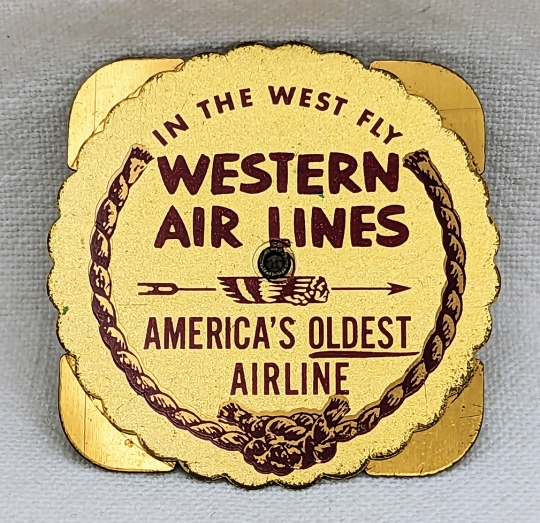 IN THE WEST FLY
WESTERN
AIR LINES
AMERICA'S OLDEST
AIRLINE